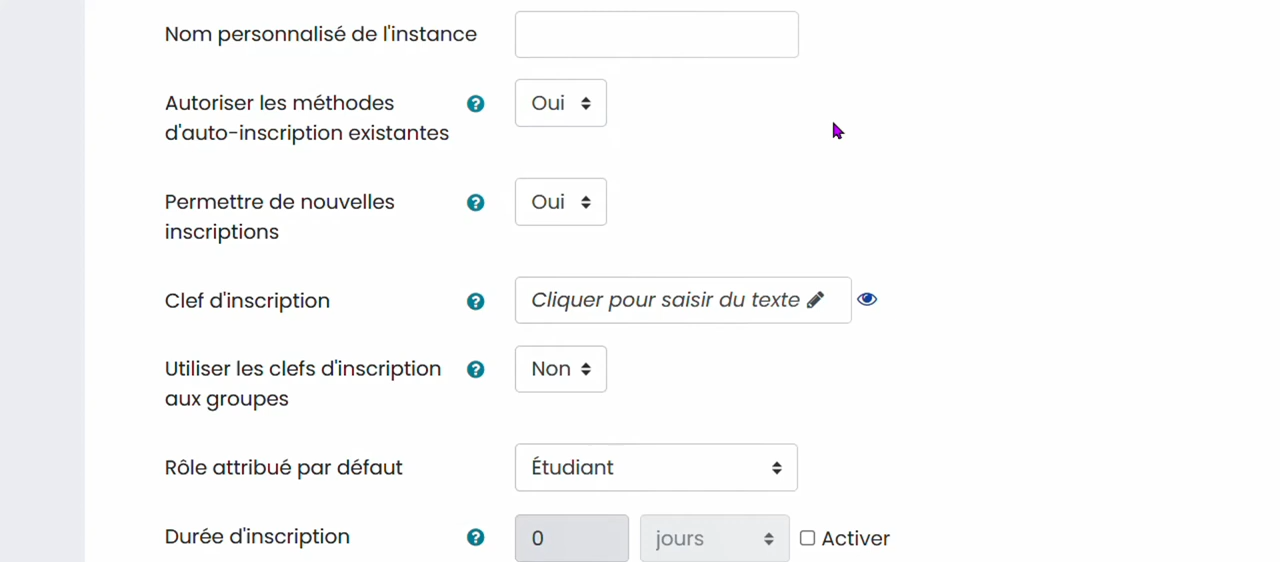 Nom personnalisé de l'instance
Autoriser les méthodes
d'auto-inscription existantes
Oui
Permettre de nouvelles
inscriptions
Oui
Clef d'inscription
Cliquer pour saisir du texte
Utiliser les clefs d'inscription
aux groupes
Non
Rôle attribué par défaut
Étudiant
Durée d'inscription
0
jours
Activer